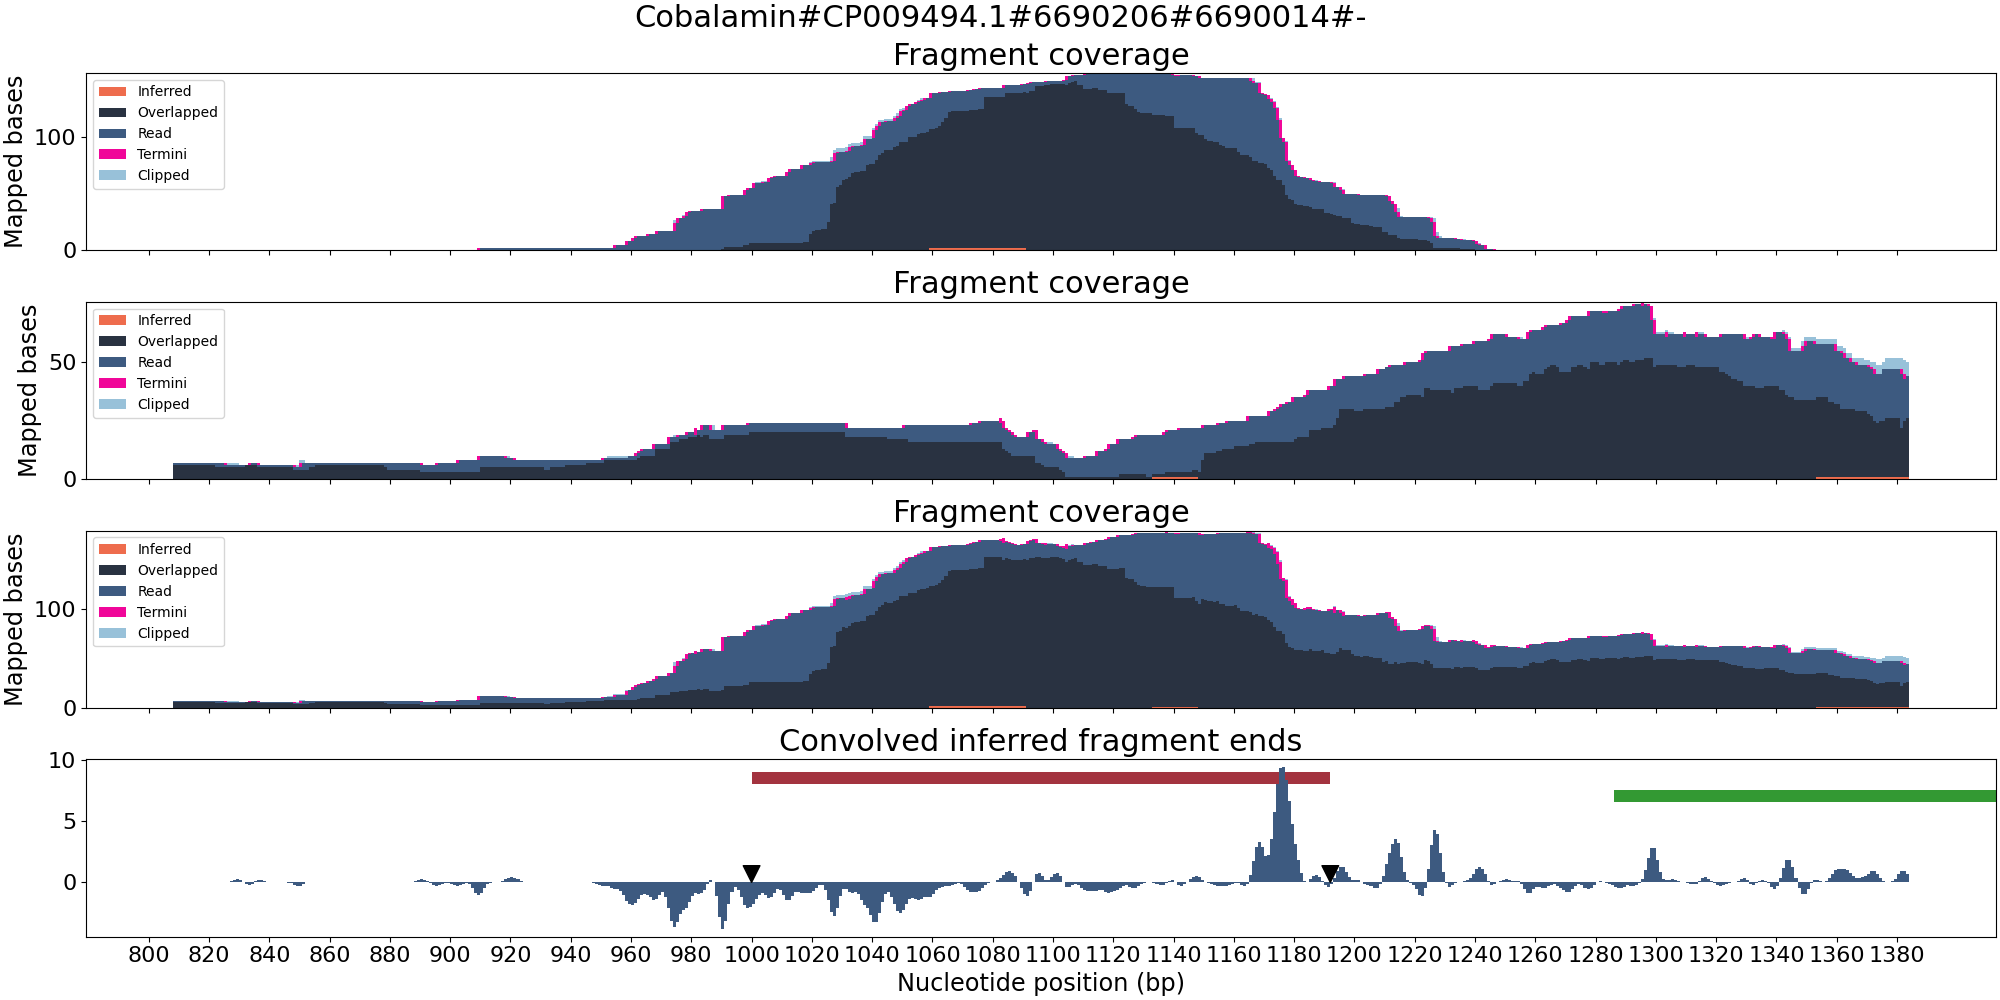 Cobalamin#CP009494.1#6690206#6690014#-
Fragment coverage
Mapped bases
100
0
Inferred
Overlapped
Read
Termini
Clipped
Fragment coverage
Mapped bases
50
0
Inferred
Overlapped
Read
Termini
Clipped
Fragment coverage
Mapped bases
100
0
Inferred
Overlapped
Read
Termini
Clipped
Convolved inferred fragment ends
10
5
0
800 820 840 860 880 900 920 940 960 980 1000 1020 1040 1060 1080 1100 1120 1140 1160 1180 1200 1220 1240 1260 1280 1300 1320 1340 1360 1380
Nucleotide position (bp)